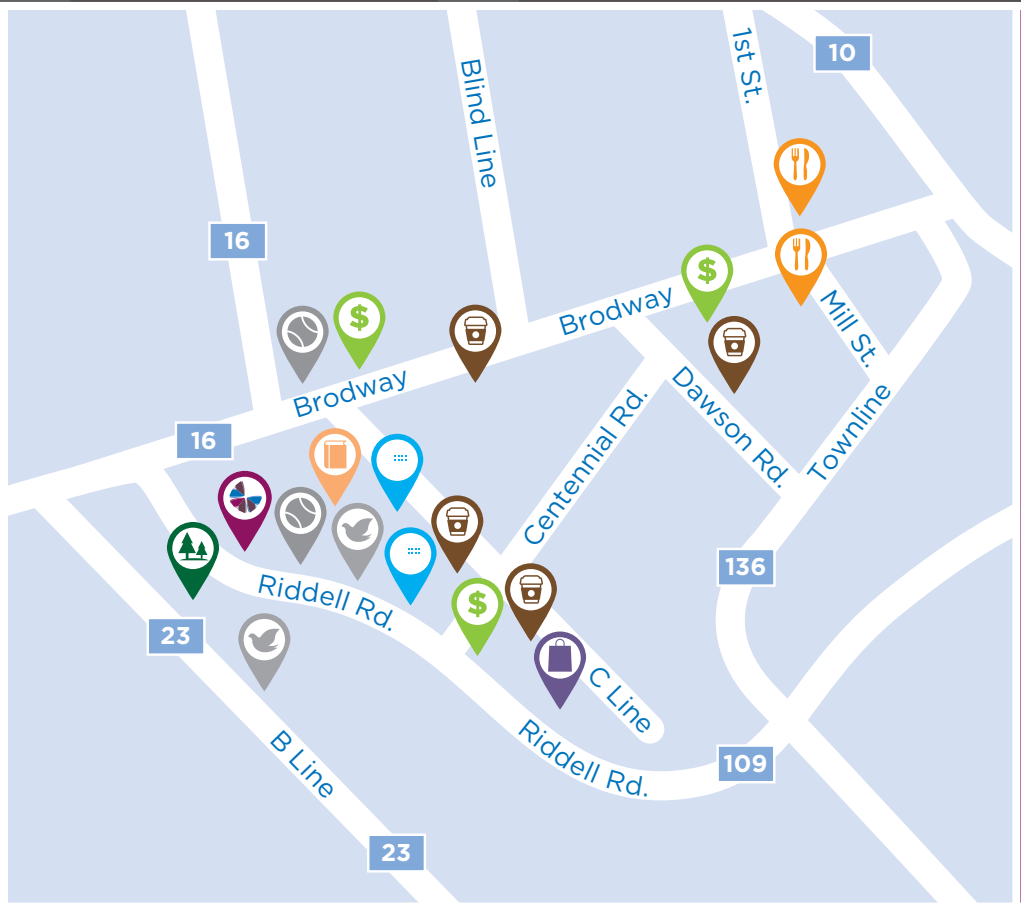 10
1st St.
Blind Line
16
$
Brodway
Mill St.
$
Brodway
Dawson Rd.
Townline
Centennial Rd.
16
136
Riddell Rd.
$
23
C Line
B Line
Riddell Rd.
109
23